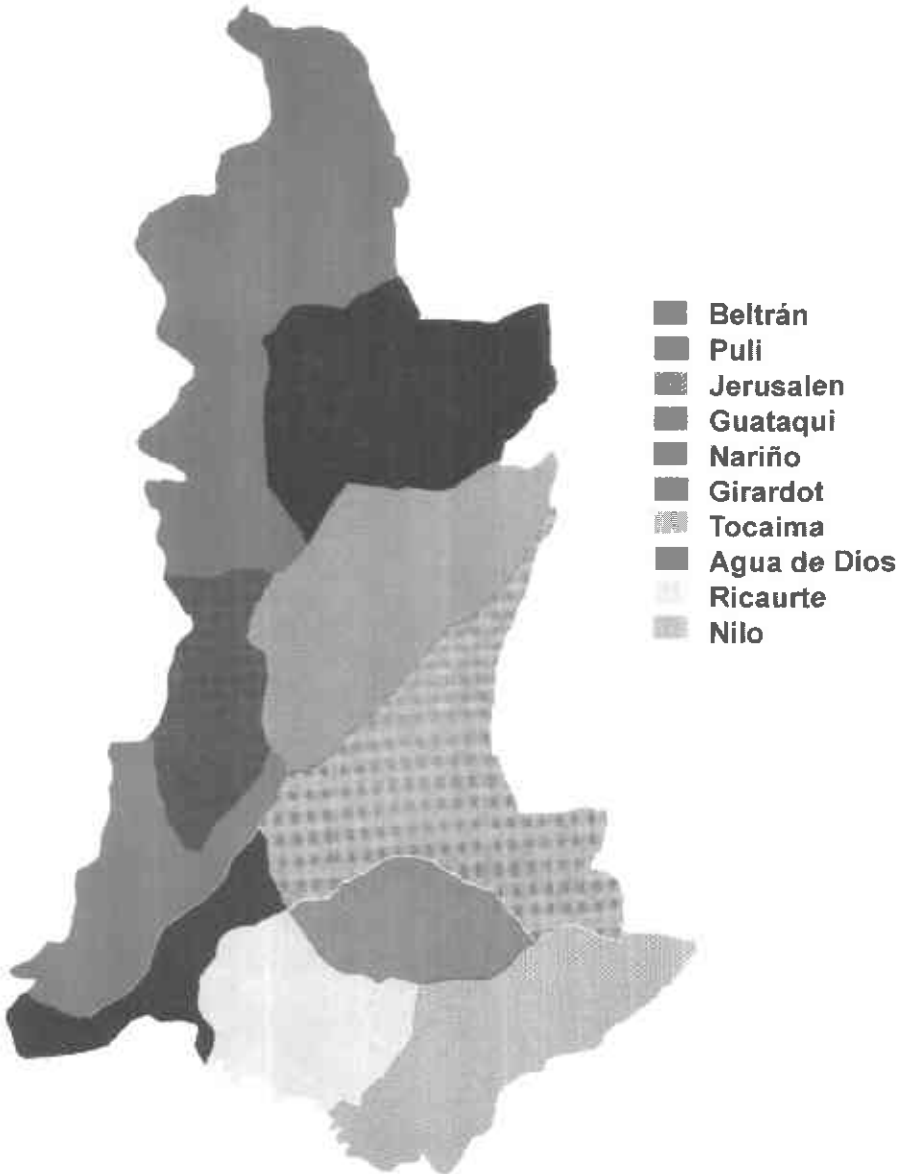 Beltrán
Puli
Jerusalen
Guataqui
Nariño
Girardot
Tocaima
Agua de Dios
Ricaurte
Nilo